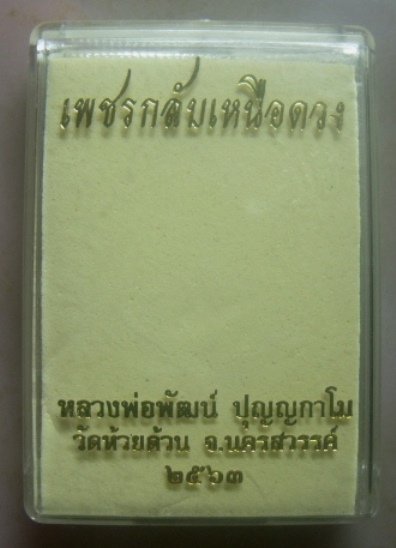 เพชรกลับเหนือดวง
หลวงพ่อพัฒน์ ปุญญกาโม
วัดห้วยด้วน จ.นครสวรรค์
๒๕๖๓